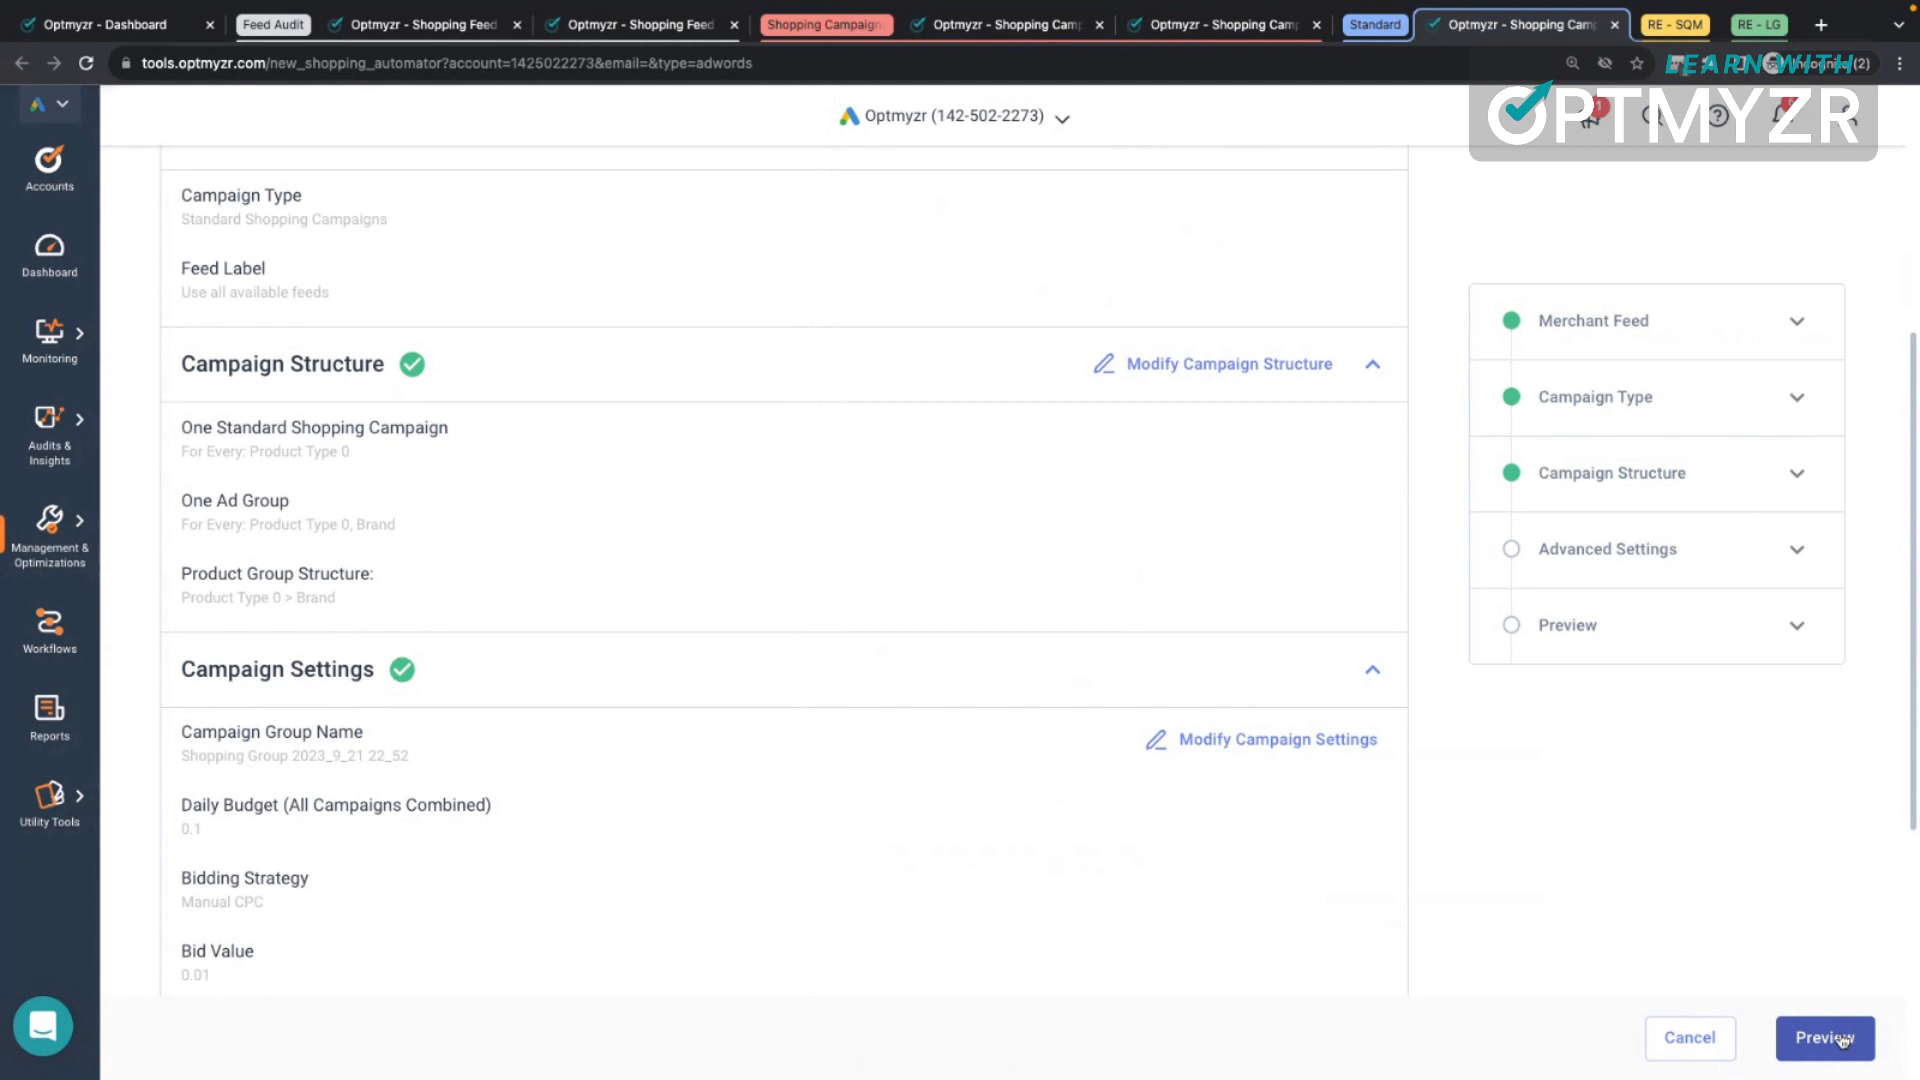 Optmyzr - Dashboard
Feed Audit
Optmyzr - Shopping Feed
Optmyzr - Shopping Feed
Shopping Campaign
Optmyzr - Shopping Cam
Optmyzr - Shopping Cam
Standard
Optmyzr - Shopping Cam
RE - SQM
RE - LG
tools.optmyzr.com/new_shopping_automator?account=1425022273&email=&type=adwords
LEARN WITH
OPTMYZR
Optmyzr (142-502-2273)
Accounts
Dashboard
Monitoring
Audits &
Insights
Management &
Optimizations
Workflows
Reports
Utility Tools
Campaign Type
Standard Shopping Campaigns
Feed Label
Use all available feeds
Campaign Structure
Modify Campaign Structure
One Standard Shopping Campaign
For Every: Product Type 0
One Ad Group
For Every: Product Type 0, Brand
Product Group Structure:
Product Type 0 > Brand
Campaign Settings
Campaign Group Name
Shopping Group 2023_9_21 22_52
Modify Campaign Settings
Daily Budget (All Campaigns Combined)
0.1
Bidding Strategy
Manual CPC
Bid Value
0.01
Merchant Feed
Campaign Type
Campaign Structure
Advanced Settings
Preview
Cancel
Preview